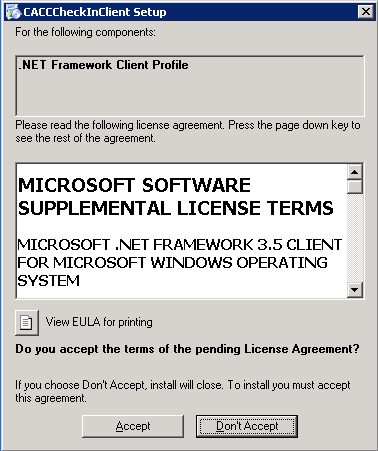 CACCCheckInClient Setup
For the following components:
.NET Framework Client Profile
Please read the following license agreement. Press the page down key to
see the rest of the agreement.
MICROSOFT SOFTWARE
SUPPLEMENTAL LICENSE TERMS
MICROSOFT .NET FRAMEWORK 3.5 CLIENT
FOR MICROSOFT WINDOWS OPERATING
SYSTEM
View EULA for printing
Do you accept the terms of the pending License Agreement?
If you choose Don't Accept, install will close. To install you must accept
this agreement.
Accept
Don't Accept